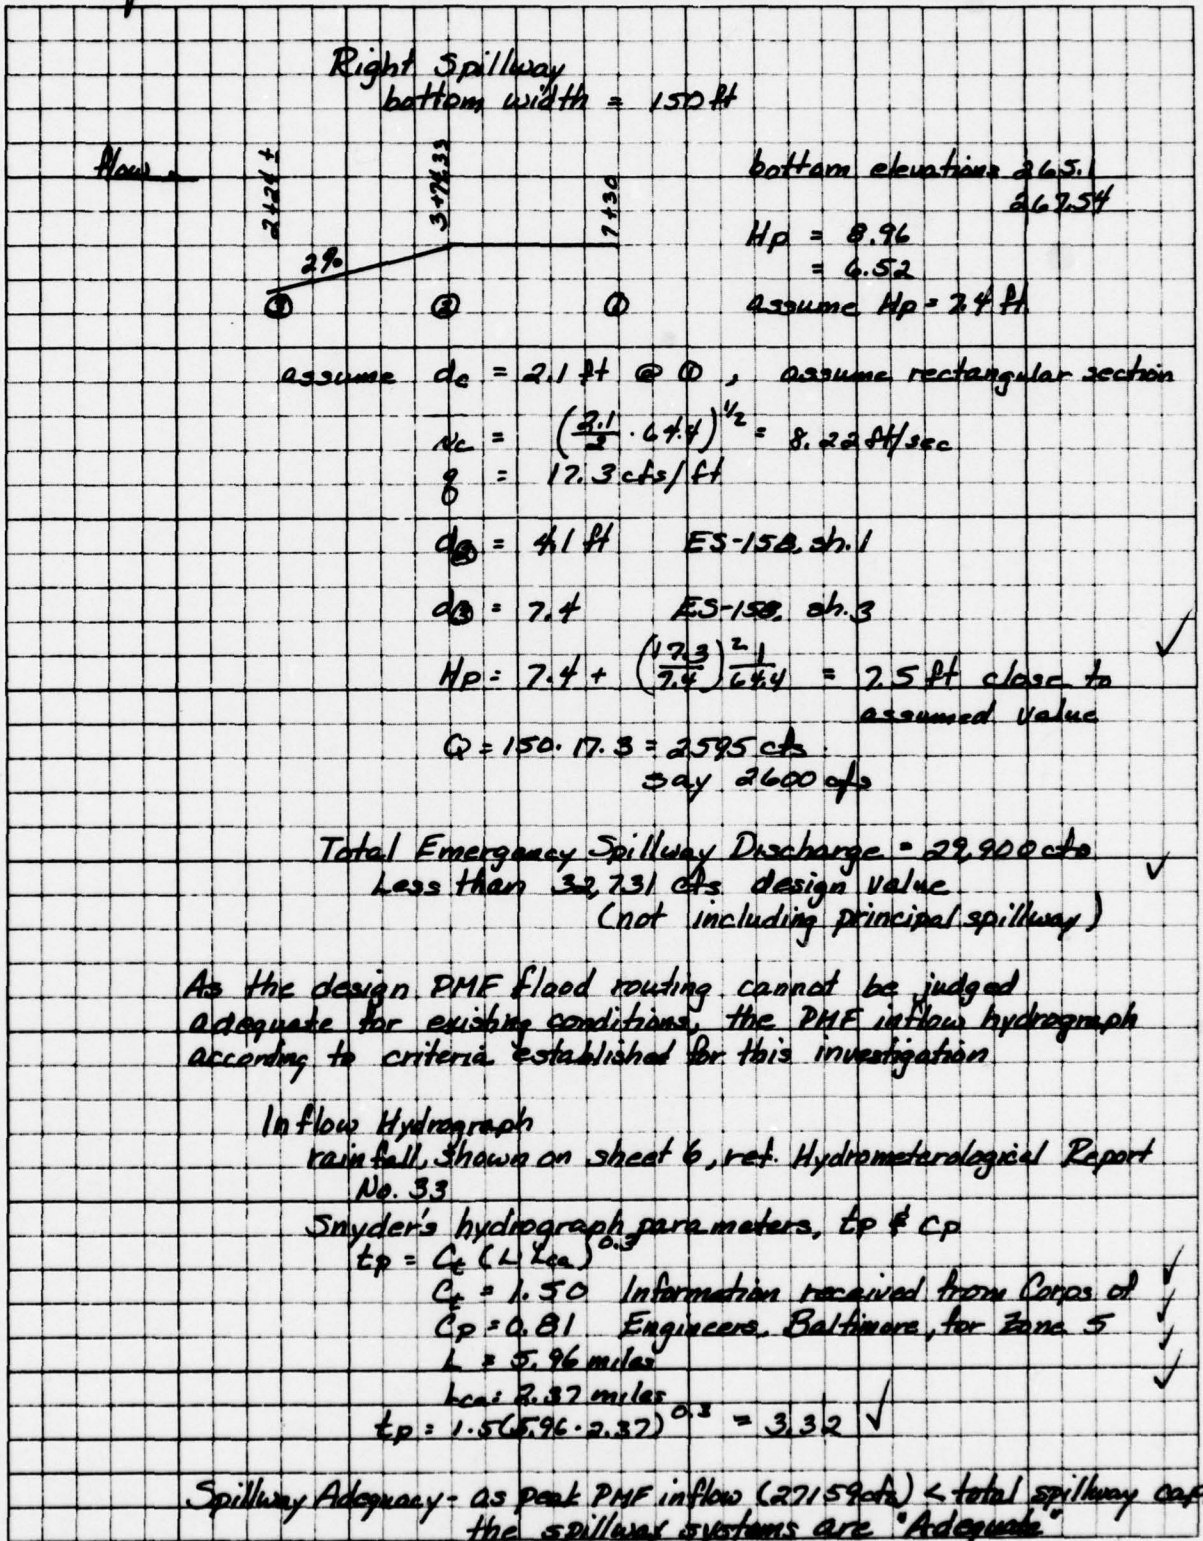 Right Spillway
bottom width = 150 ft
flow
2+24 ±
3+74.33
7+30
bottom elevations 265.1
267.54
Hp = 8.96
= 6.52
2%
③ ② ①
assume Hp = 7.4 ft
assume dc = 2.1 ft @ ①, assume rectangular section
vc = (2.1/2 · 64.4)^1/2 = 8.22 ft/sec
q = 17.3 cfs/ft
d② = 4.1 ft ES-158, sh. 1
d③ = 7.4 ES-158, sh. 3
Hp = 7.4 + (17.3/7.4)^2 1/64.4 = 7.5 ft close to
assumed value
Q = 150 · 17.3 = 2595 cfs
say 2600 cfs
Total Emergency Spillway Discharge = 29,900 cfs
Less than 32,731 cfs design value
(not including principal spillway)
As the design PMF flood routing cannot be judged
adequate for existing conditions, the PMF inflow hydrograph
according to criteria established for this investigation
Inflow Hydrograph
rainfall, shown on sheet 6, ref. Hydrometerological Report
No. 33
Snyder's hydrograph parameters, tp & Cp
tp = Ct (L Lca)^0.3
Ct = 1.50 Information received from Corps of
Cp = 0.81 Engineers, Baltimore, for Zone 5
L = 5.96 miles
Lca = 2.37 miles
tp = 1.5(5.96 · 2.37)^0.3 = 3.32 √
Spillway Adequacy - as peak PMF inflow (27159 cfs) < total spillway cap
the spillway systems are "Adequate"